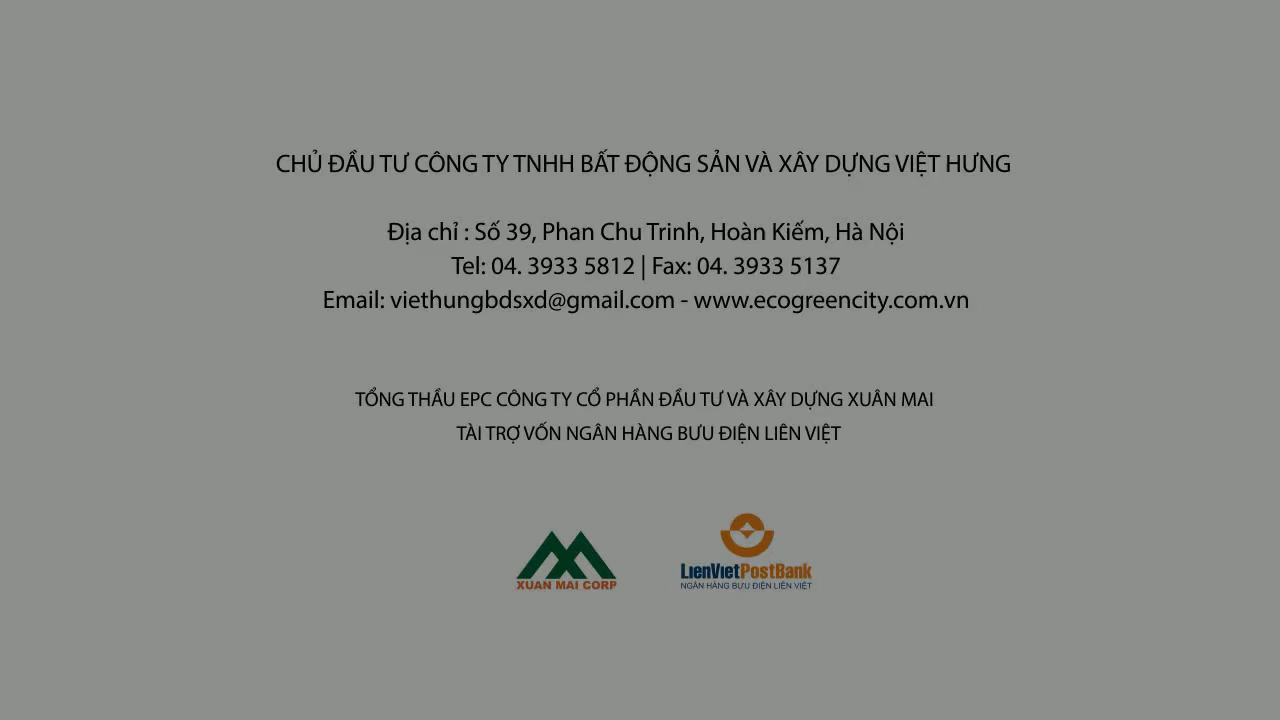 CHỦ ĐẦU TƯ CÔNG TY TNHH BẤT ĐỘNG SẢN VÀ XÂY DỰNG VIỆT HƯNG
Địa chỉ : Số 39, Phan Chu Trinh, Hoàn Kiếm, Hà Nội
Tel: 04. 3933 5812 | Fax: 04. 3933 5137
Email: viethungbdsxd@gmail.com - www.ecogreencity.com.vn
TỔNG THẦU EPC CÔNG TY CỔ PHẦN ĐẦU TƯ VÀ XÂY DỰNG XUÂN MAI
TÀI TRỢ VỐN NGÂN HÀNG BƯU ĐIỆN LIÊN VIỆT
XUAN MAI CORP
LienVietPostBank
NGÂN HÀNG BƯU ĐIỆN LIÊN VIỆT